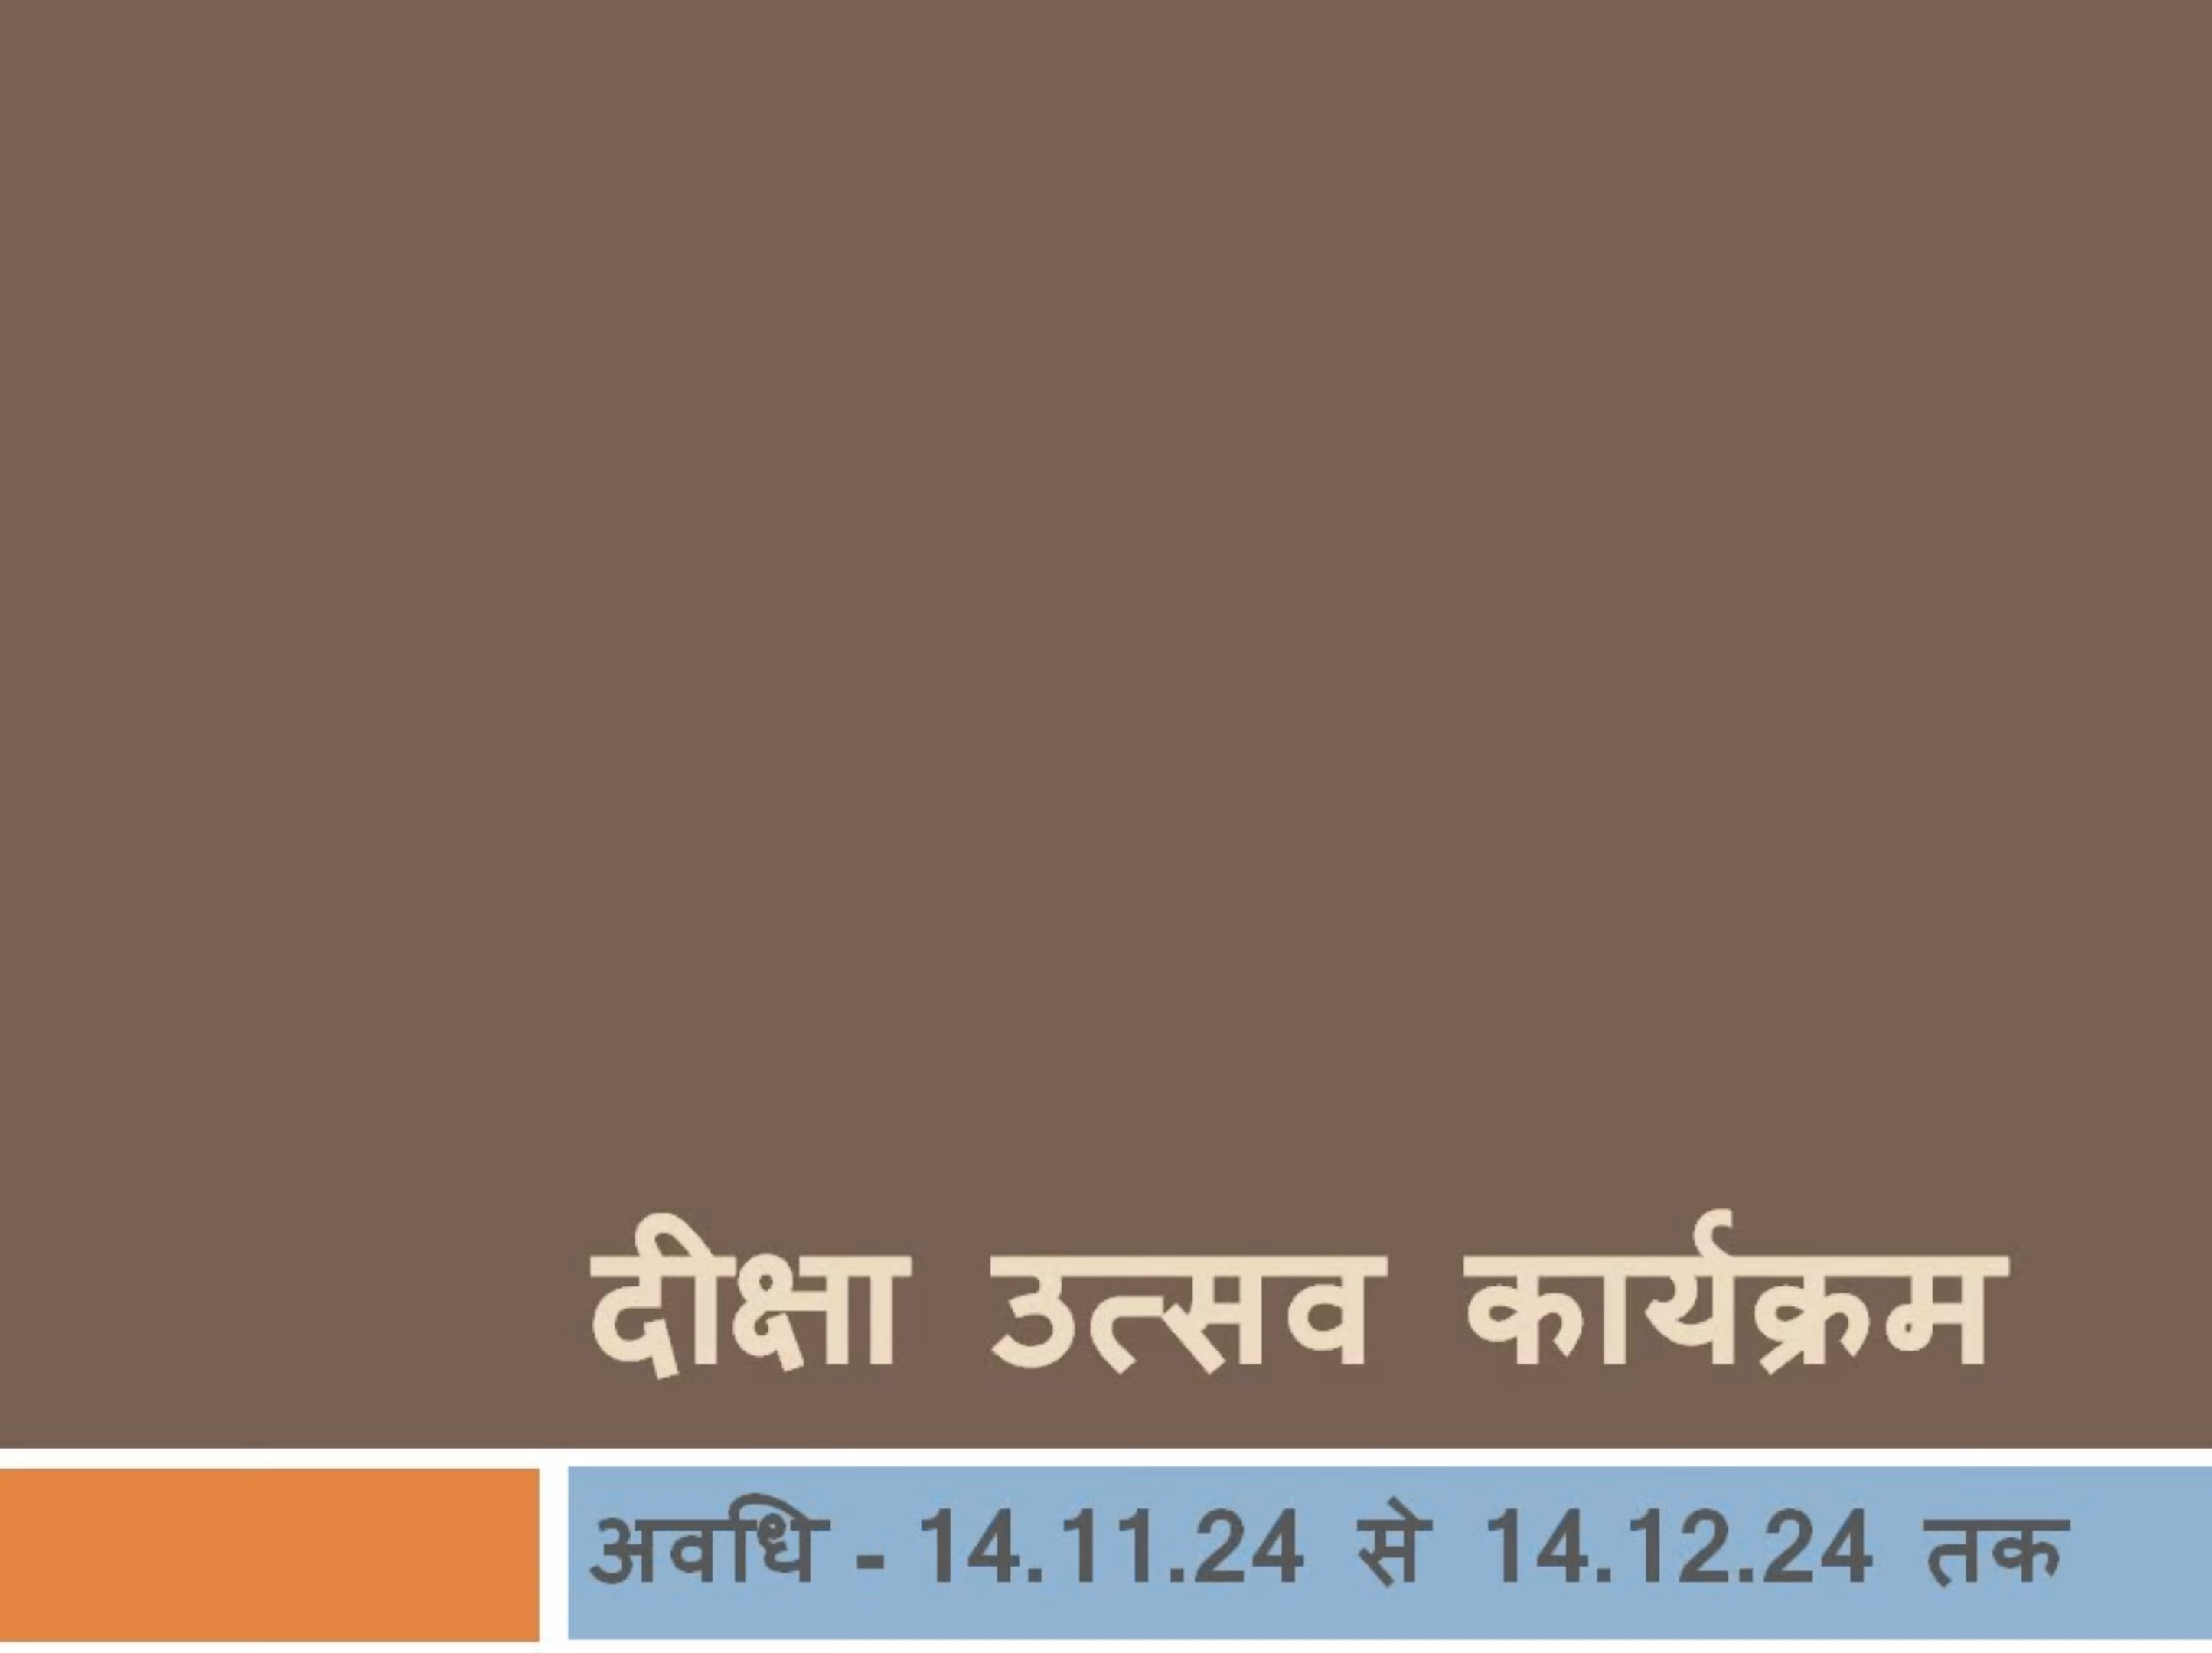 दीक्षा उत्सव कार्यक्रम
अवधि - 14.11.24 से 14.12.24 तक